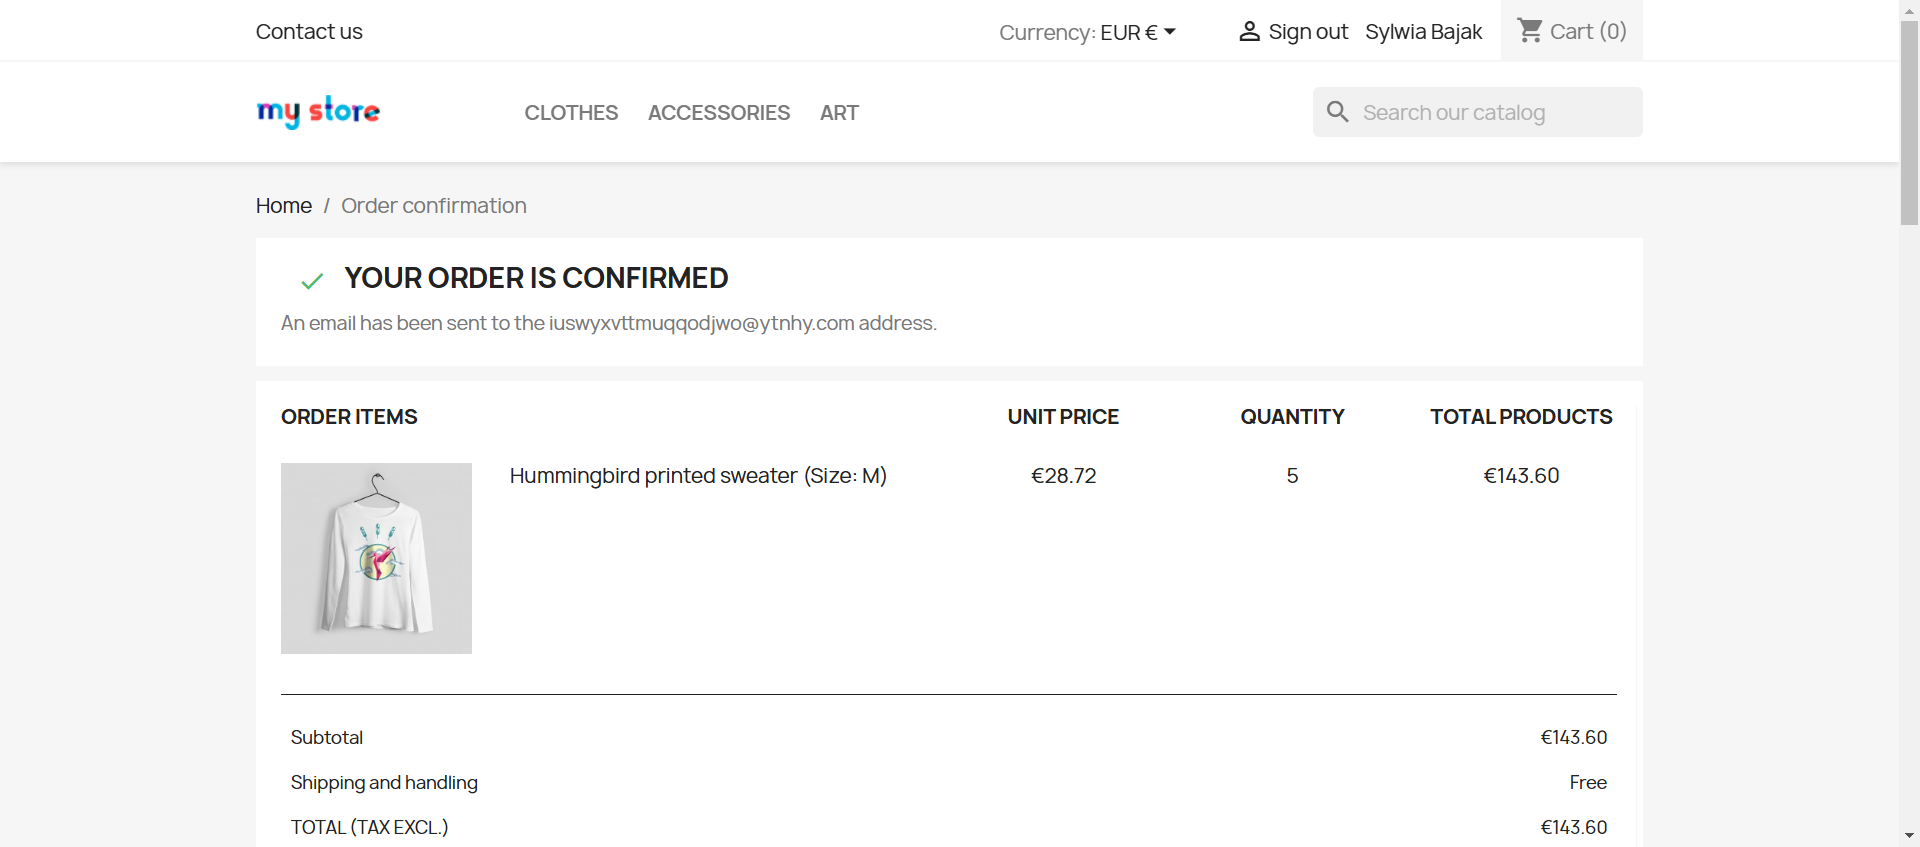 Contact us
Currency: EUR €
Sign out
Sylwia Bajak
Cart (0)
my store
CLOTHES
ACCESSORIES
ART
Search our catalog
Home / Order confirmation
YOUR ORDER IS CONFIRMED
An email has been sent to the iuswyxvttmuqqodjwo@ytnhy.com address.
ORDER ITEMS
UNIT PRICE
QUANTITY
TOTAL PRODUCTS
Hummingbird printed sweater (Size: M)
€28.72
5
€143.60
Subtotal
€143.60
Shipping and handling
Free
TOTAL (TAX EXCL.)
€143.60